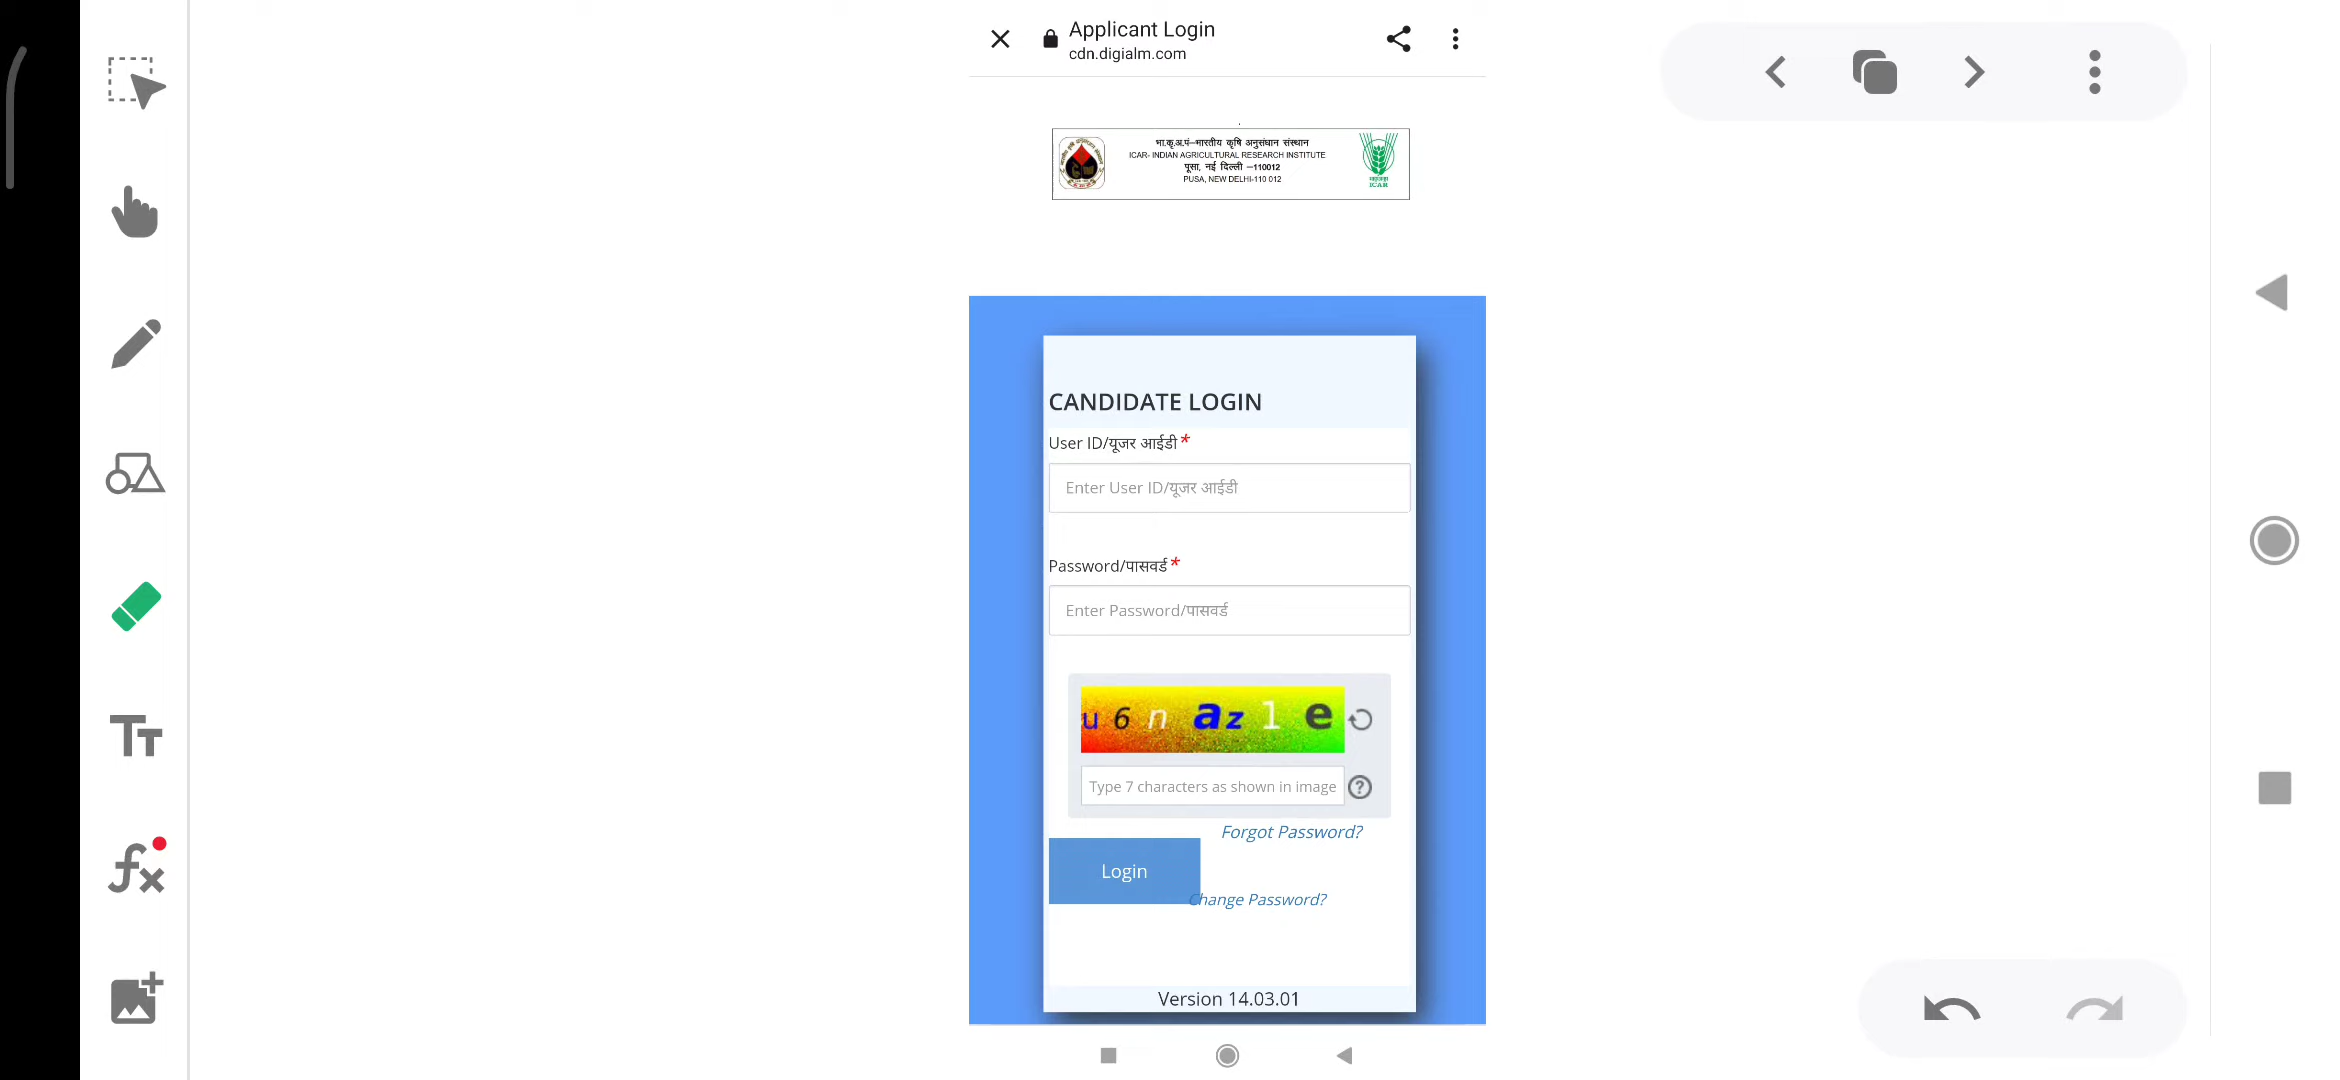 Applicant Login
cdn.digialm.com
भा.कृ.अ.प.–भारतीय कृषि अनुसंधान संस्थान
ICAR- INDIAN AGRICULTURAL RESEARCH INSTITUTE
पूसा, नई दिल्ली –110012
PUSA, NEW DELHI-110 012
ICAR
CANDIDATE LOGIN
User ID/यूजर आईडी*
Enter User ID/यूजर आईडी
Password/पासवर्ड*
Enter Password/पासवर्ड
u 6 n a z 1 e
Type 7 characters as shown in image
Forgot Password?
Login
Change Password?
Version 14.03.01